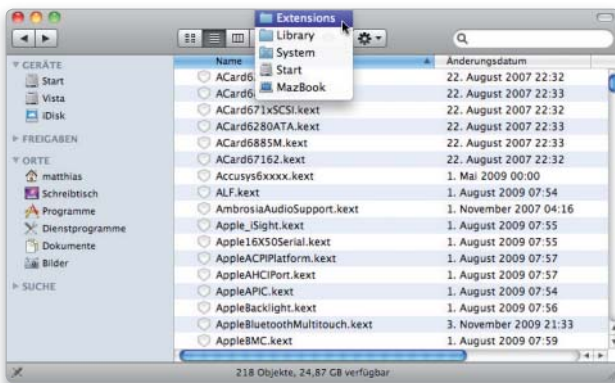 Extensions
Library
System
Start
MazBook
GERÄTE
Start
Vista
iDisk
FREIGABEN
ORTE
matthias
Schreibtisch
Programme
Dienstprogramme
Dokumente
Bilder
SUCHE
Name Änderungsdatum
22. August 2007 22:32
22. August 2007 22:33
ACard671xSCSI.kext 22. August 2007 22:32
ACard6280ATA.kext 22. August 2007 22:33
ACard6885M.kext 22. August 2007 22:33
ACard67162.kext 22. August 2007 22:32
Accusys6xxxx.kext 1. Mai 2009 00:00
ALF.kext 1. August 2009 07:54
AmbrosiaAudioSupport.kext 1. November 2007 04:16
Apple_iSight.kext 1. August 2009 07:55
Apple16X50Serial.kext 1. August 2009 07:55
AppleACPIPlatform.kext 1. August 2009 07:57
AppleAHCIPort.kext 1. August 2009 07:57
AppleAPIC.kext 1. August 2009 07:54
AppleBacklight.kext 1. August 2009 07:56
AppleBluetoothMultitouch.kext 3. November 2009 21:33
AppleBMC.kext 1. August 2009 07:59
218 Objekte, 24,87 GB verfügbar